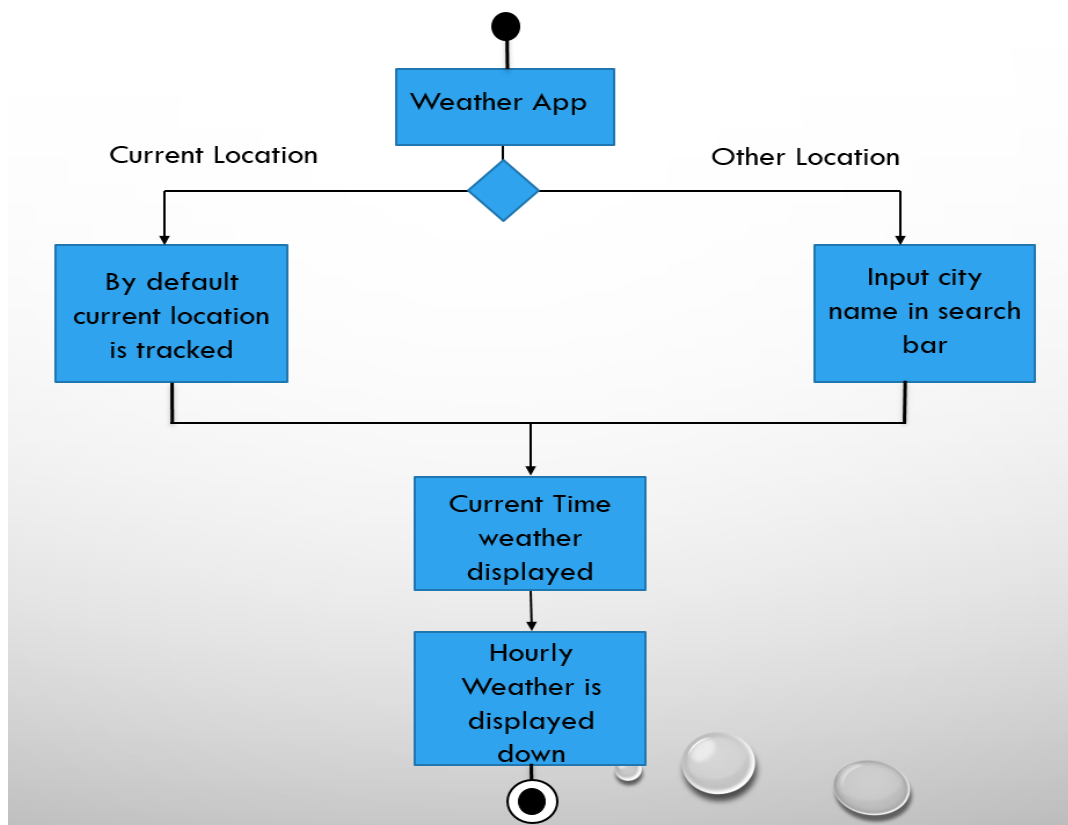 Weather App
Current Location
Other Location
By default
current location
is tracked
Input city
name in search
bar
Current Time
weather
displayed
Hourly
Weather is
displayed
down